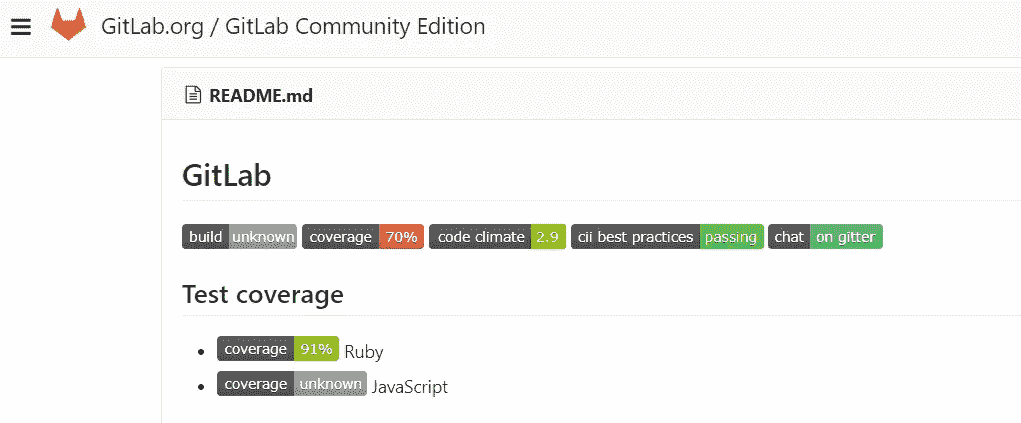 GitLab.org / GitLab Community Edition
README.md
GitLab
build unknown coverage 70% code climate 2.9 cii best practices passing chat on gitter
Test coverage
coverage 91% Ruby
coverage unknown JavaScript